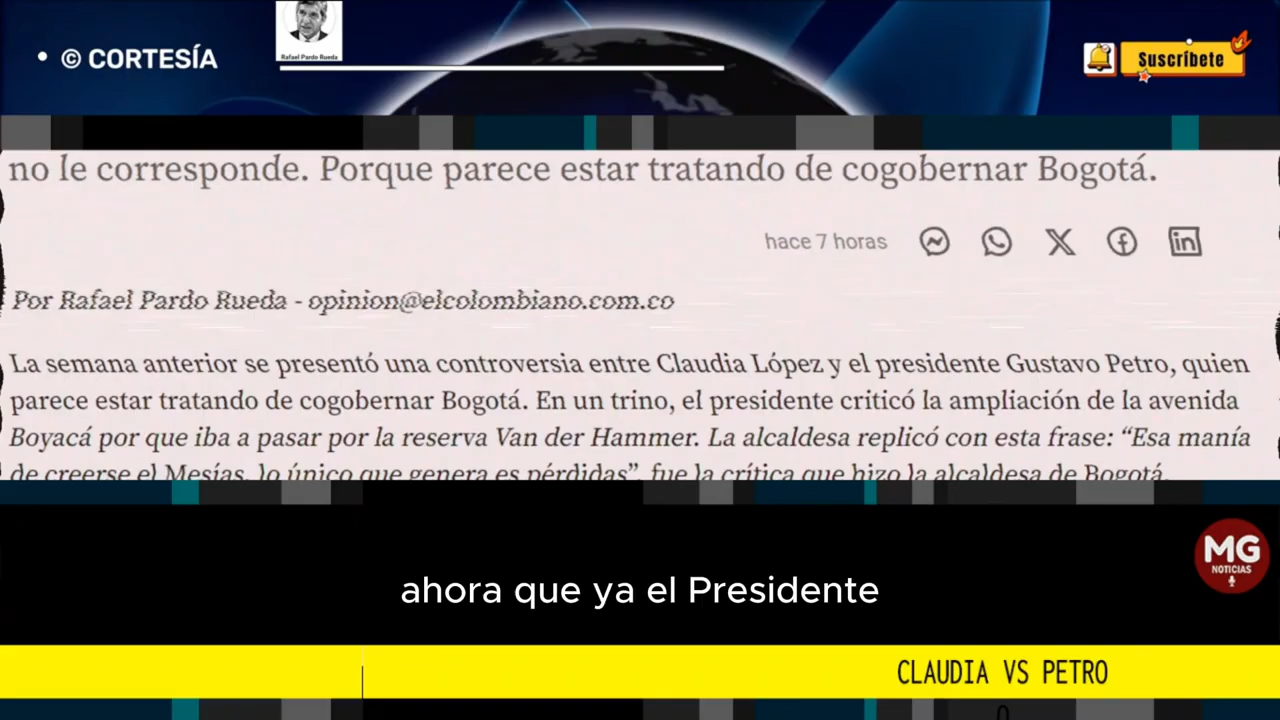 • © CORTESÍA
Rafael Pardo Rueda
Suscríbete
no le corresponde. Porque parece estar tratando de cogobernar Bogotá.
hace 7 horas
Por Rafael Pardo Rueda - opinion@elcolombiano.com.co
La semana anterior se presentó una controversia entre Claudia López y el presidente Gustavo Petro, quien
parece estar tratando de cogobernar Bogotá. En un trino, el presidente criticó la ampliación de la avenida
Boyacá por que iba a pasar por la reserva Van der Hammer. La alcaldesa replicó con esta frase: “Esa manía
de creerse el Mesías, lo único que genera es pérdidas”, fue la crítica que hizo la alcaldesa de Bogotá.
MG
NOTICIAS
ahora que ya el Presidente
CLAUDIA VS PETRO